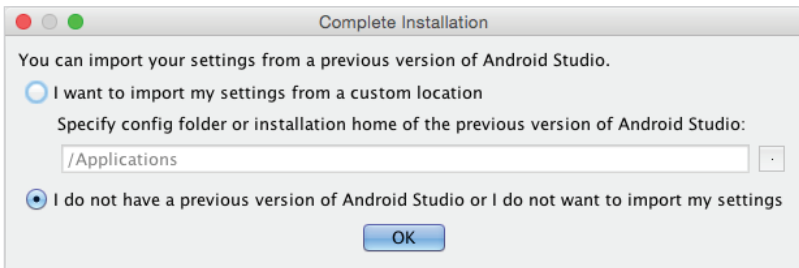 Complete Installation
You can import your settings from a previous version of Android Studio.
I want to import my settings from a custom location
Specify config folder or installation home of the previous version of Android Studio:
/Applications
I do not have a previous version of Android Studio or I do not want to import my settings
OK